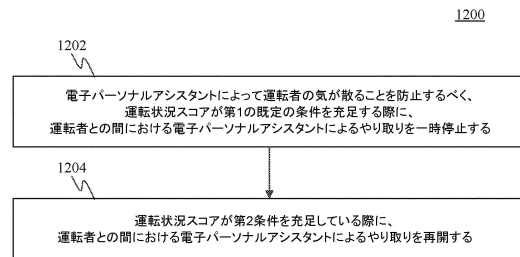 1200
1202
電子パーソナルアシスタントによって運転者の気が散ることを防止するべく、
運転状況スコアが第1の既定の条件を充足する際に、
運転者との間における電子パーソナルアシスタントによるやり取りを一時停止する
1204
運転状況スコアが第2条件を充足している際に、
運転者との間における電子パーソナルアシスタントによるやり取りを再開する